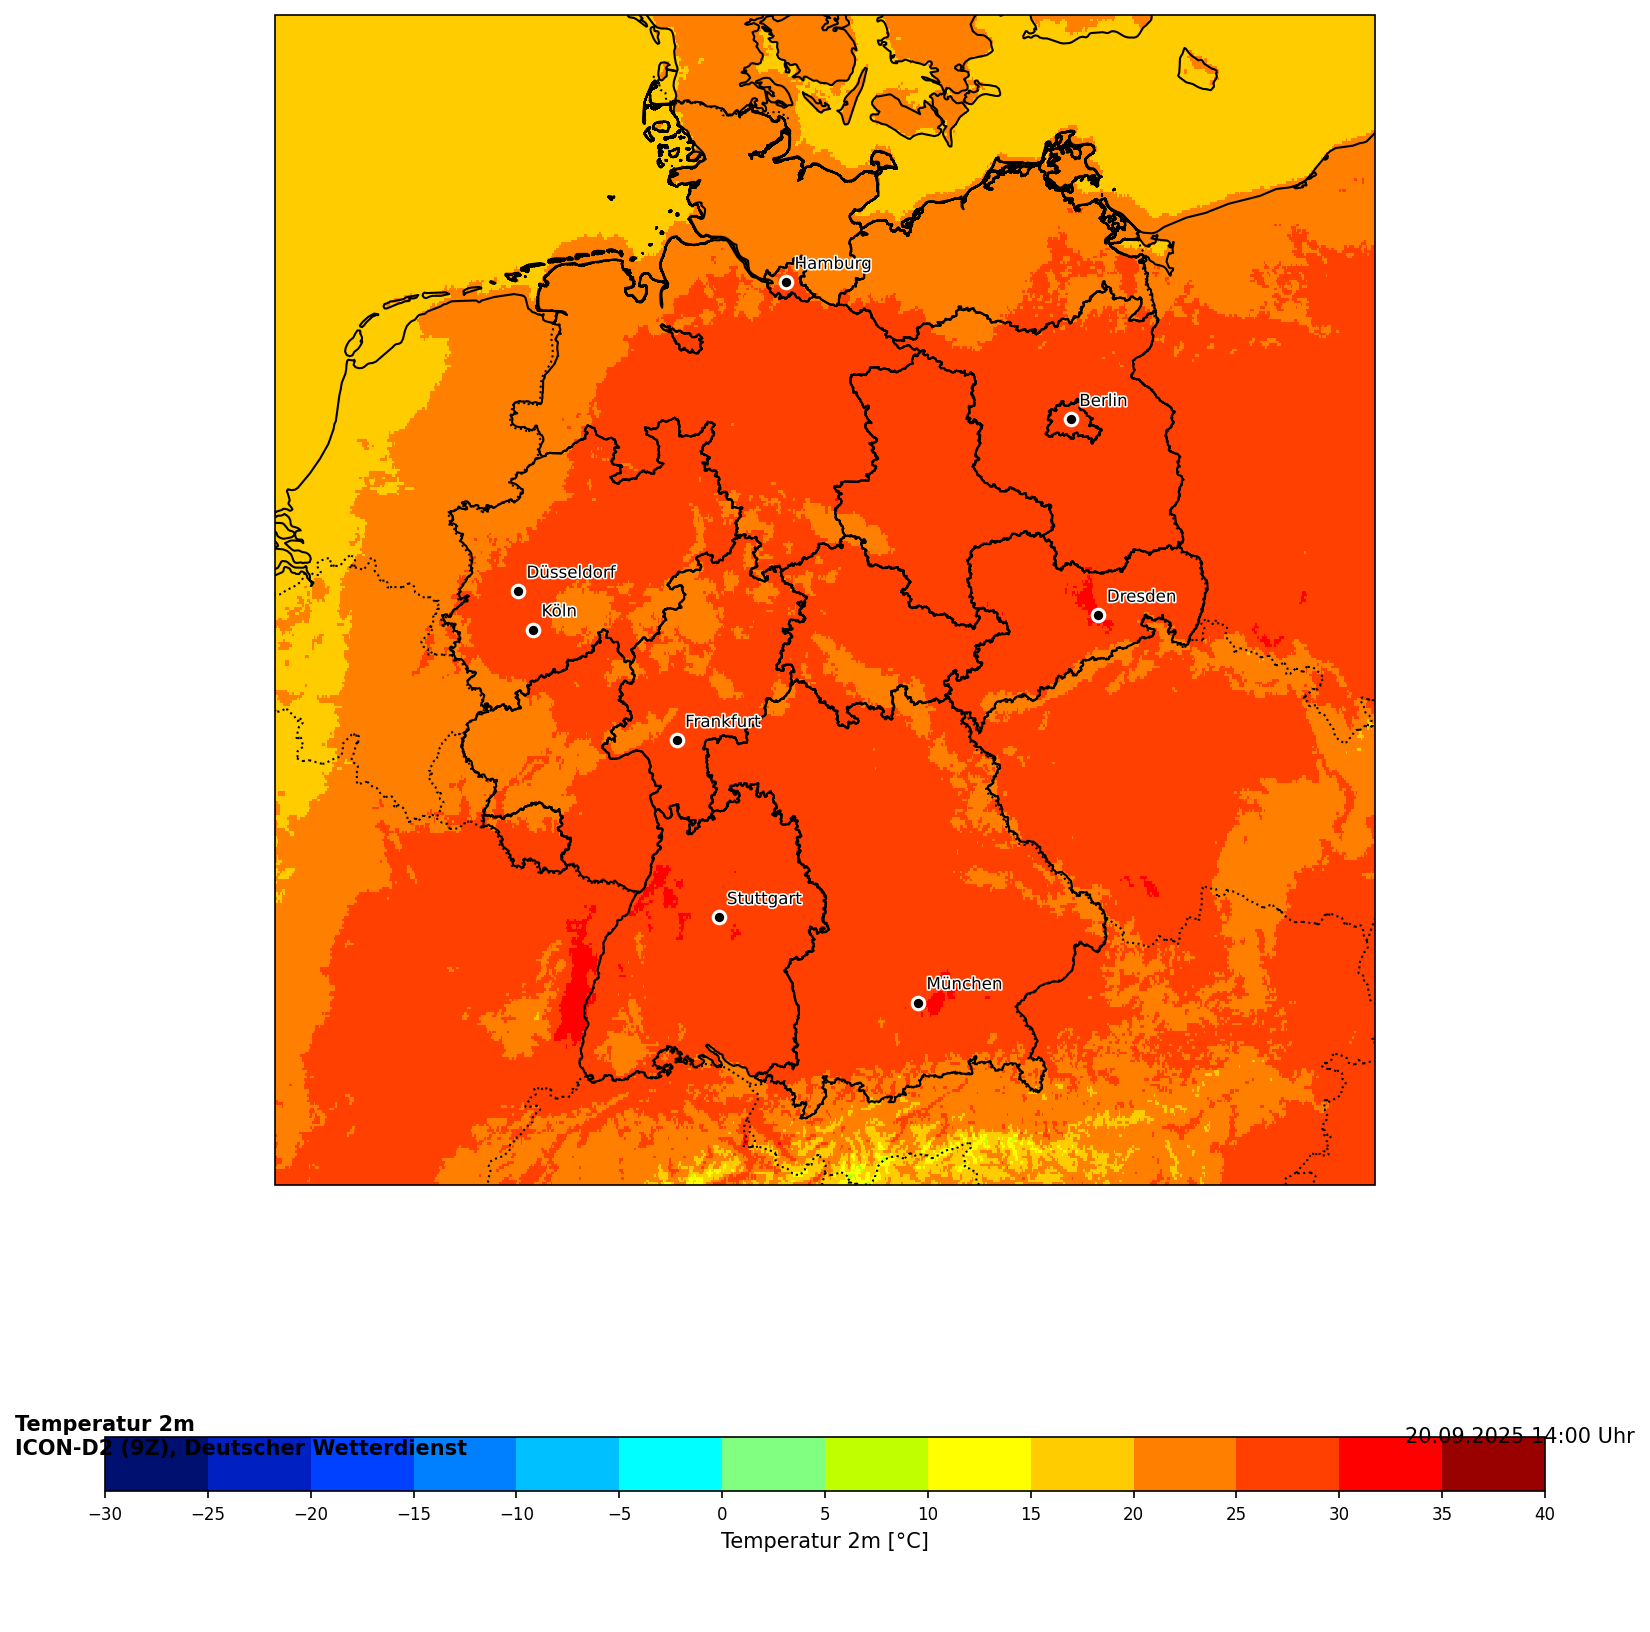 Hamburg
Berlin
Düsseldorf
Köln
Dresden
Frankfurt
Stuttgart
München
Temperatur 2m
ICON-D2 (9Z), Deutscher Wetterdienst
20.09.2025 14:00 Uhr
−30 −25 −20 −15 −10 −5 0 5 10 15 20 25 30 35 40
Temperatur 2m [°C]